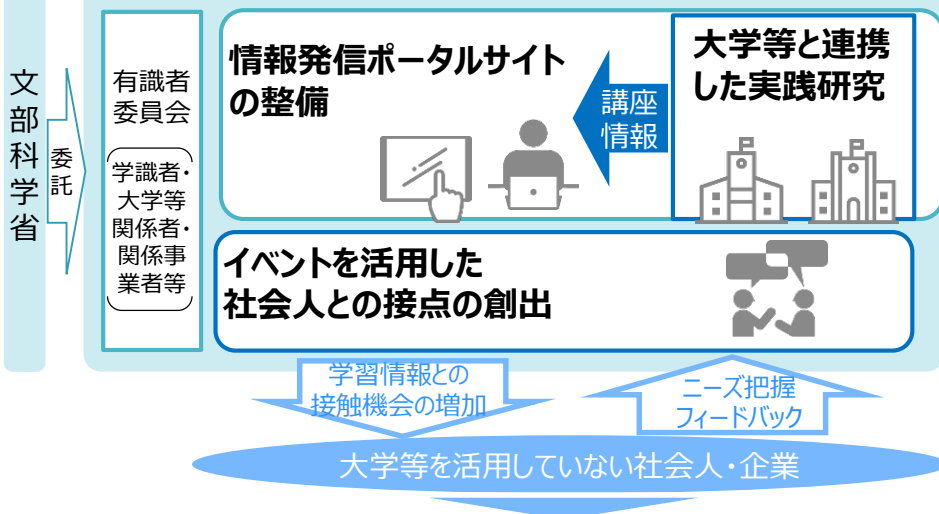 文部科学省
委託
有識者
委員会
学識者・
大学等
関係者・
関係事
業者等
情報発信ポータルサイト
の整備
講座
情報
大学等と連携
した実践研究
イベントを活用した
社会人との接点の創出
学習情報との
接触機会の増加
ニーズ把握
フィードバック
大学等を活用していない社会人・企業